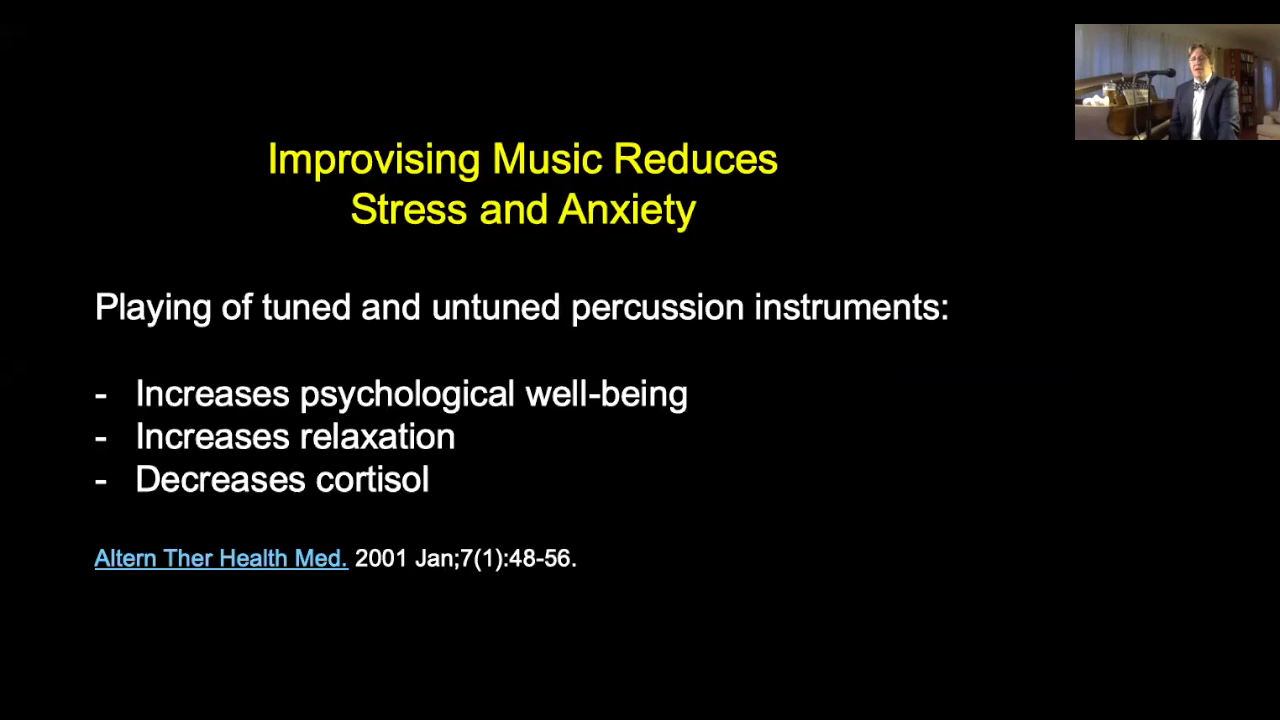 Improvising Music Reduces
Stress and Anxiety
Playing of tuned and untuned percussion instruments:
- Increases psychological well-being
- Increases relaxation
- Decreases cortisol
Altern Ther Health Med. 2001 Jan;7(1):48-56.